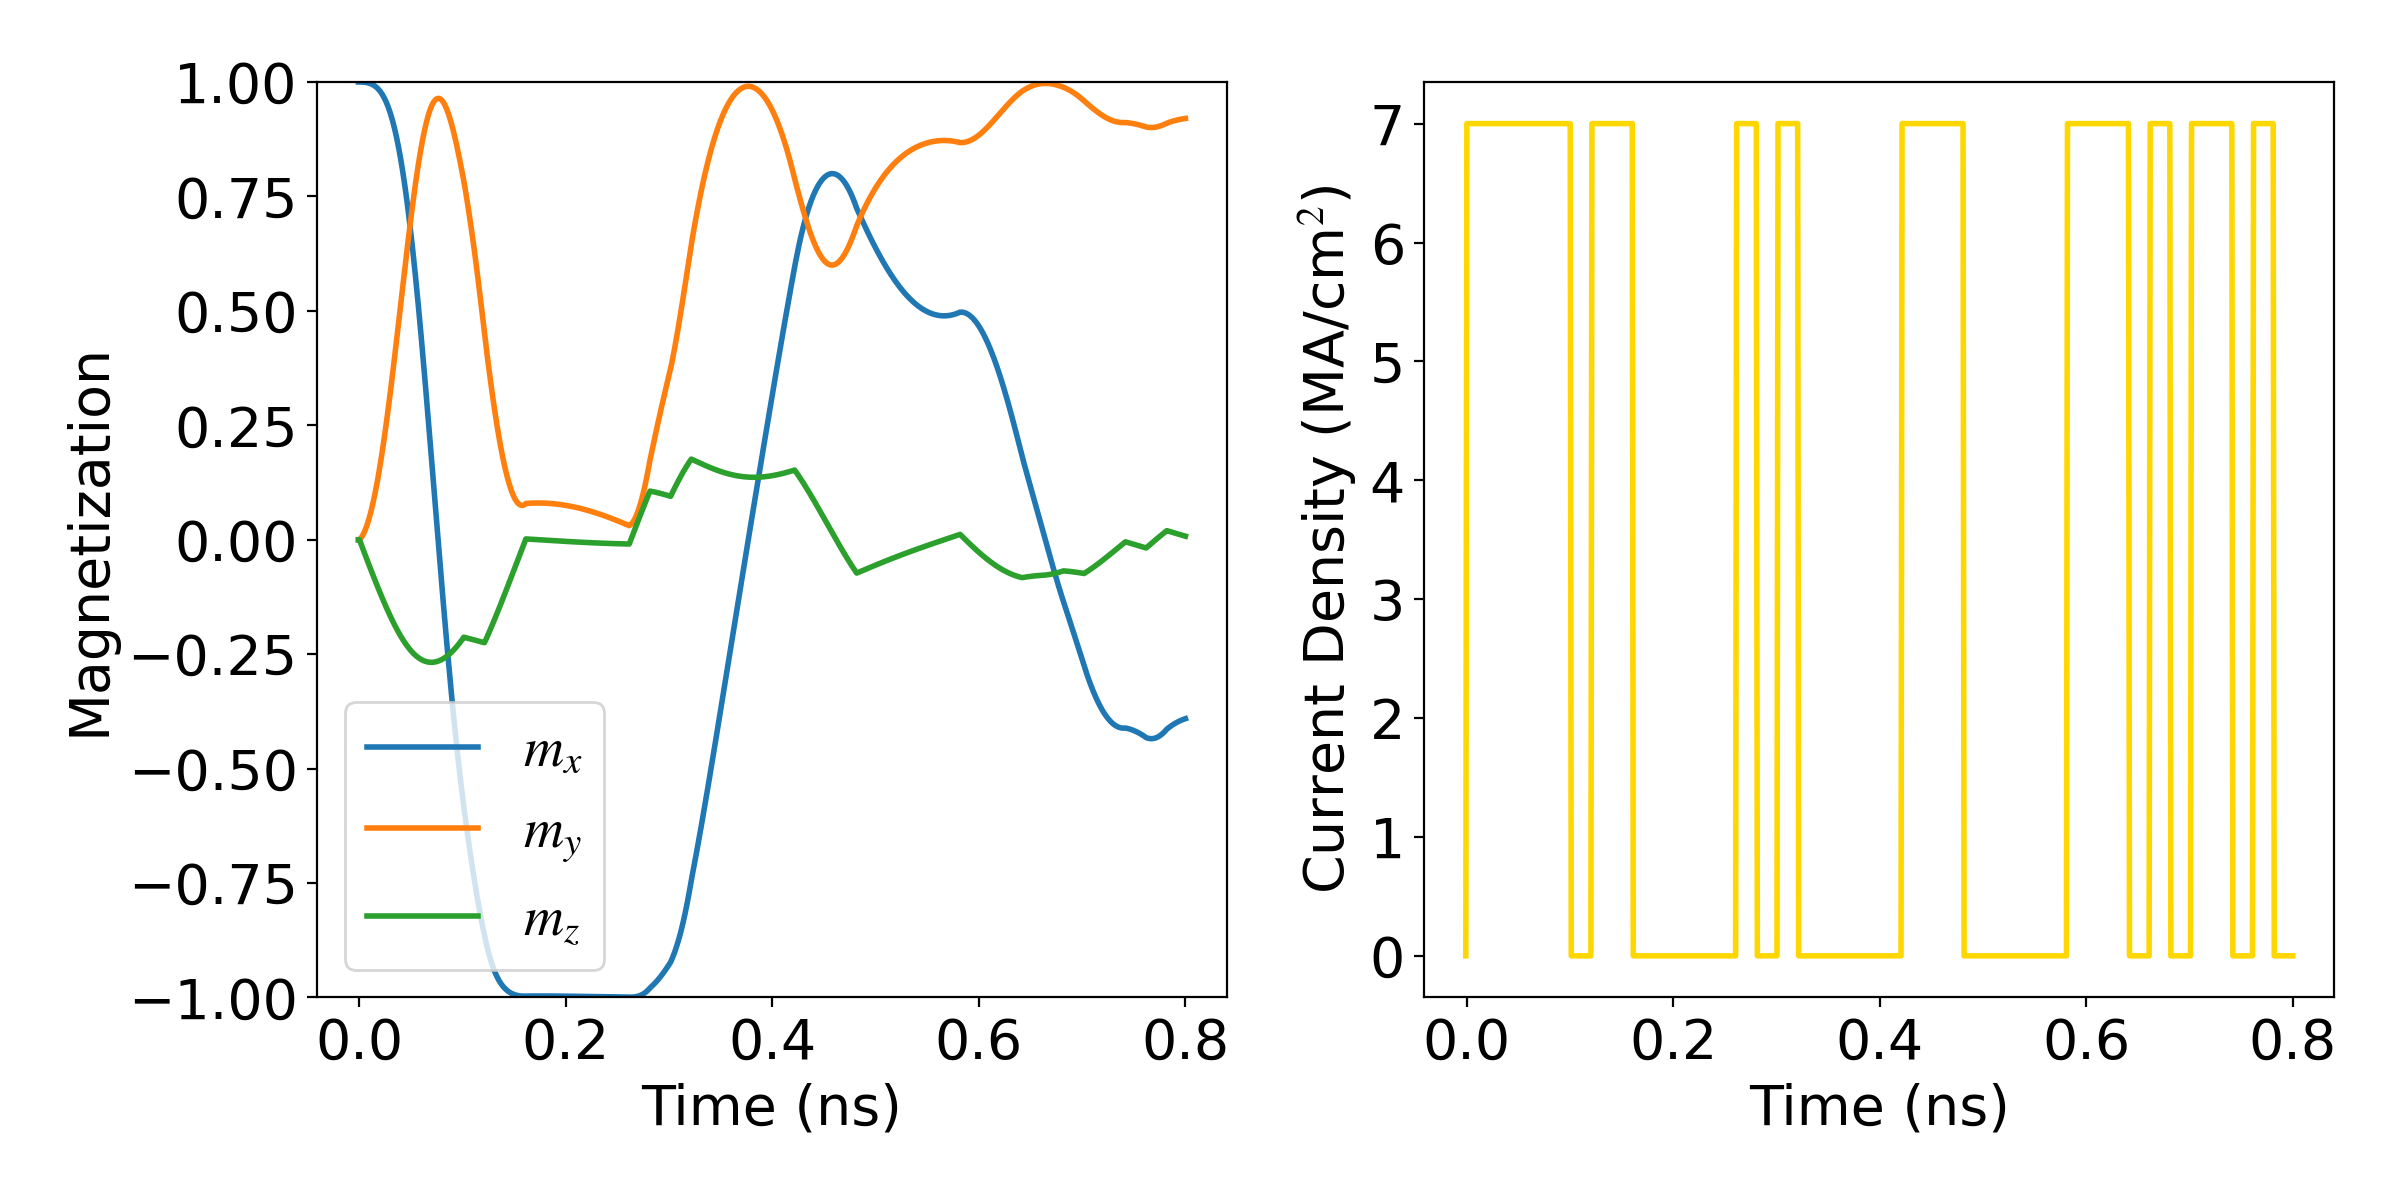 Magnetization
1.00
0.75
0.50
0.25
0.00
−0.25
−0.50
−0.75
−1.00
m_x
m_y
m_z
0.0 0.2 0.4 0.6 0.8
Time (ns)
Current Density (MA/cm²)
7
6
5
4
3
2
1
0
0.0 0.2 0.4 0.6 0.8
Time (ns)